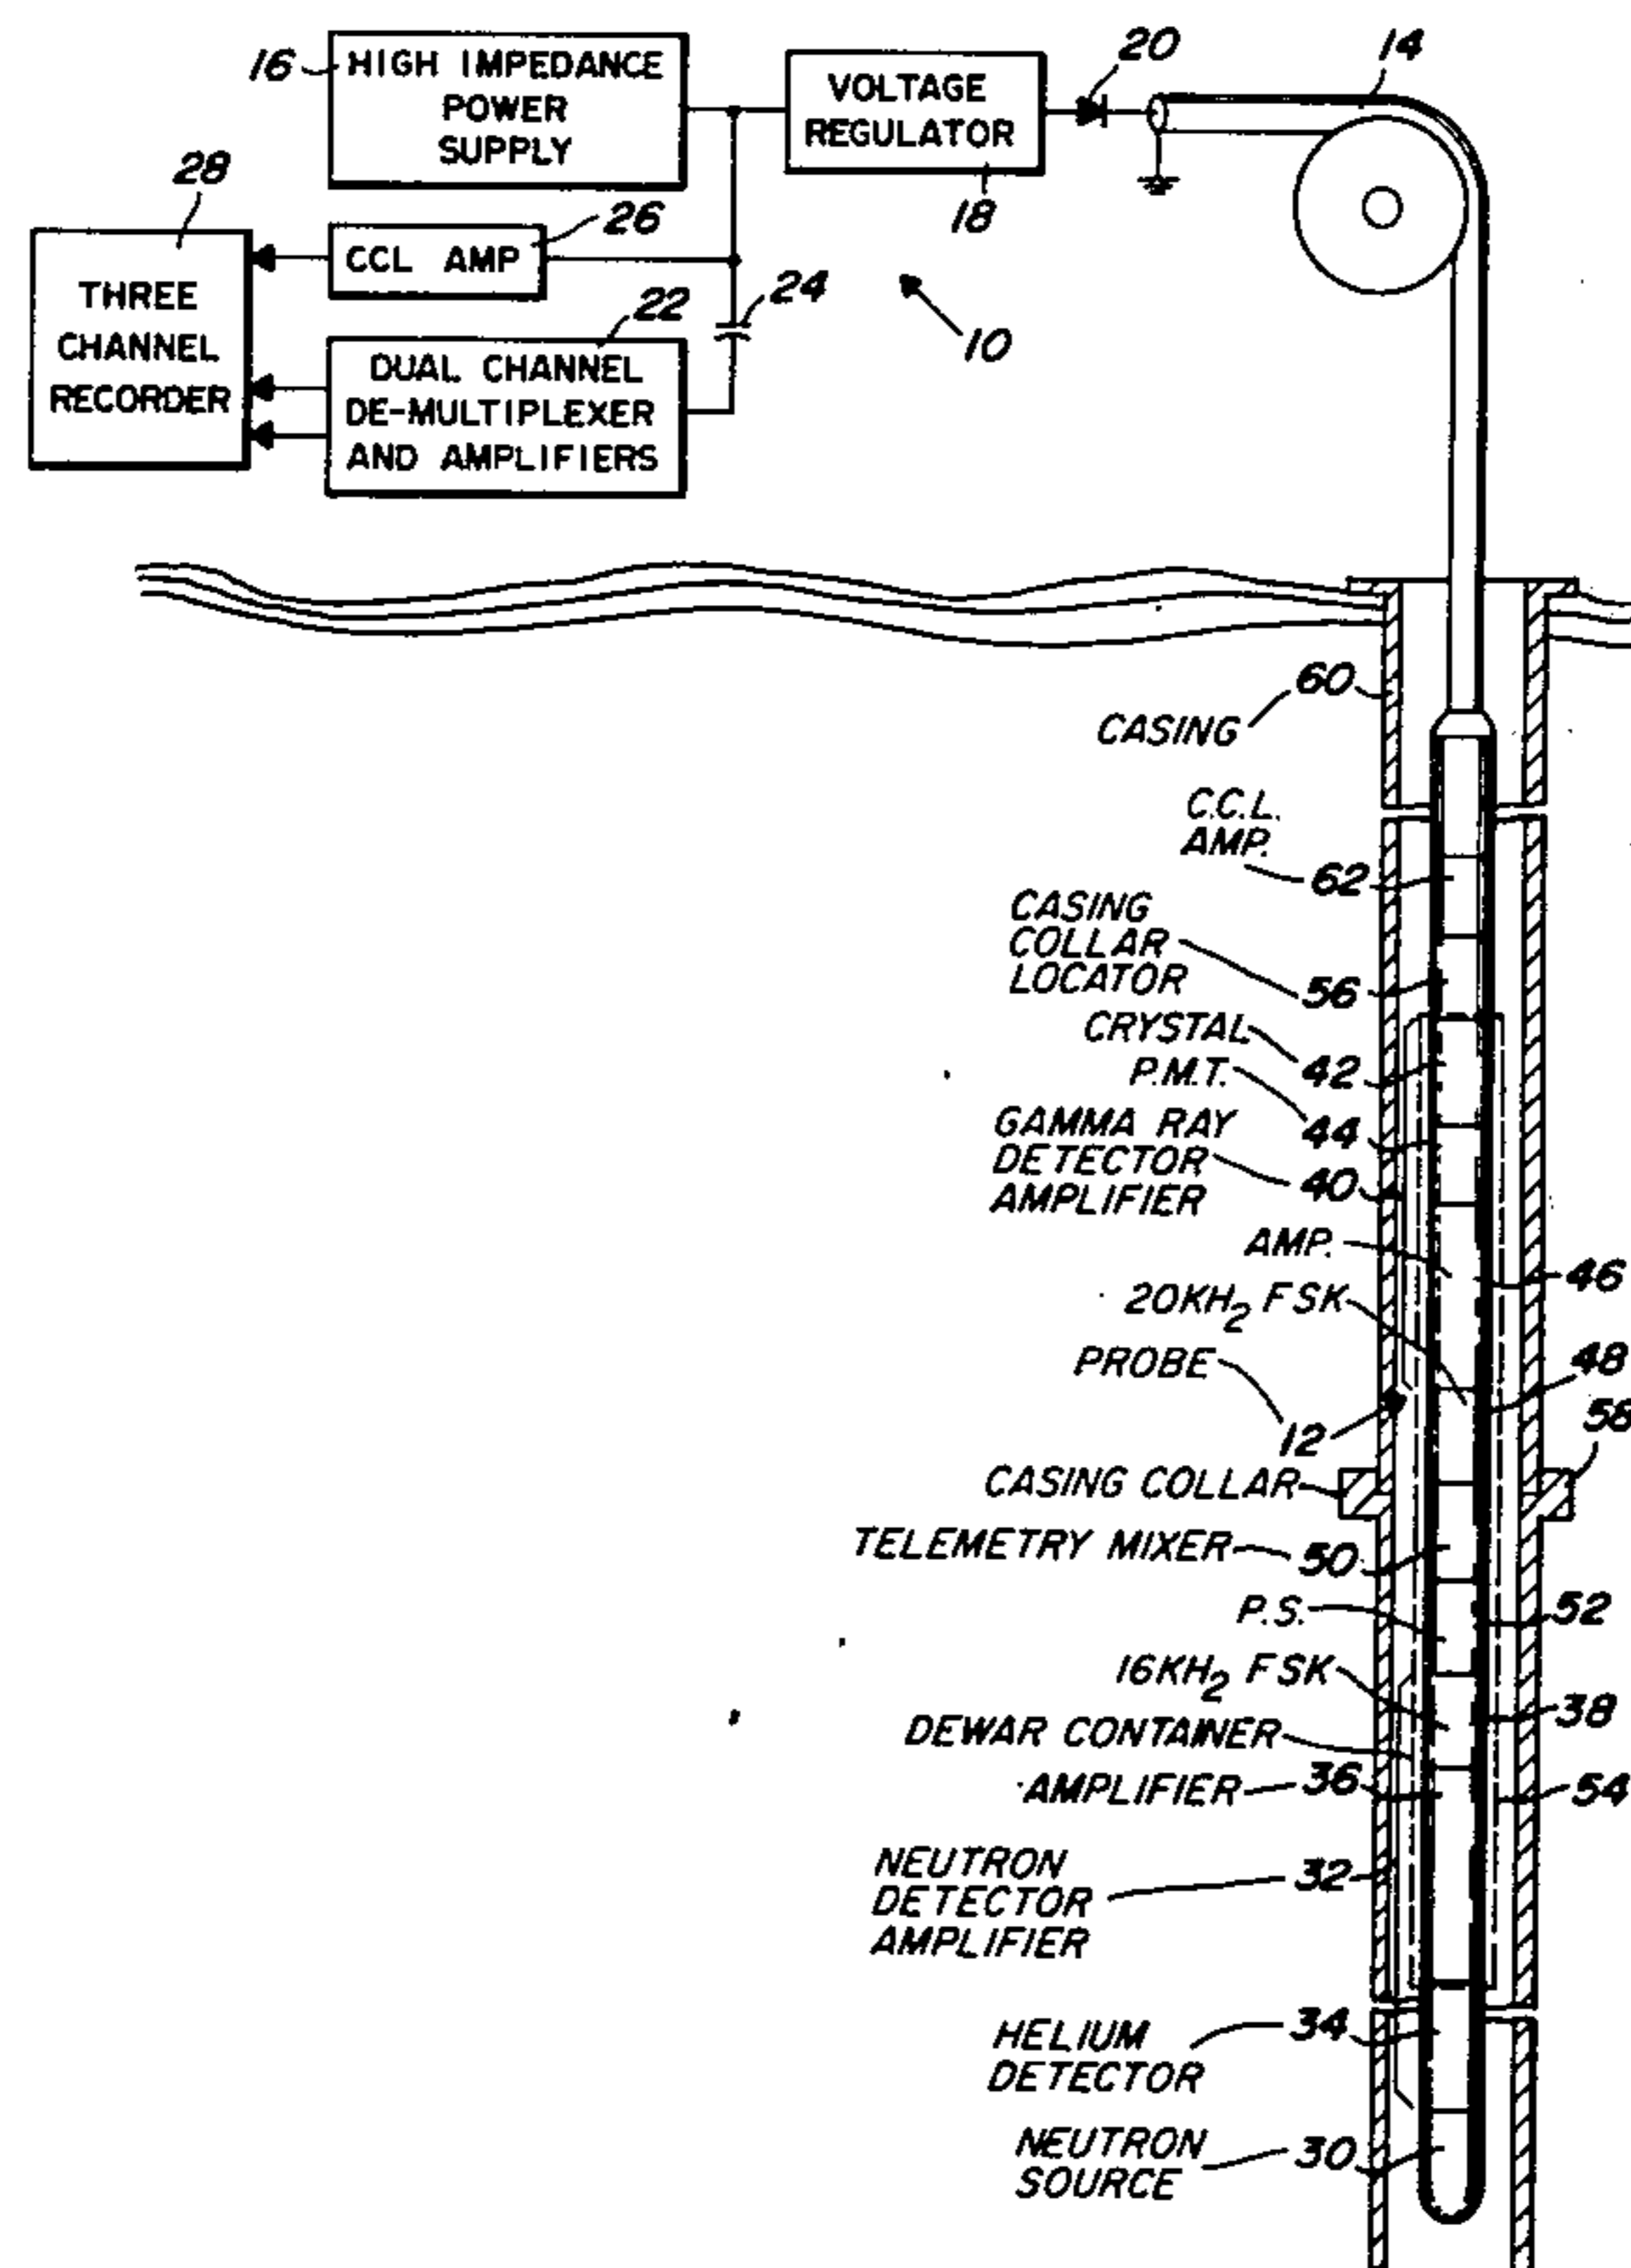 20
14
16
HIGH IMPEDANCE
POWER
SUPPLY
VOLTAGE
REGULATOR
18
28
26
CCL AMP
24
THREE
CHANNEL
RECORDER
22
DUAL CHANNEL
DE-MULTIPLEXER
AND AMPLIFIERS
10
60
CASING
C.C.L.
AMP.
62
CASING
COLLAR
LOCATOR
56
CRYSTAL
42
P.M.T.
44
GAMMA RAY
DETECTOR
AMPLIFIER
40
AMP.
46
20KH2 FSK
48
PROBE
12
58
CASING COLLAR
TELEMETRY MIXER
50
P.S.
52
16KH2 FSK
38
DEWAR CONTAINER
54
AMPLIFIER
36
NEUTRON
DETECTOR
AMPLIFIER
32
HELIUM
DETECTOR
34
NEUTRON
SOURCE
30